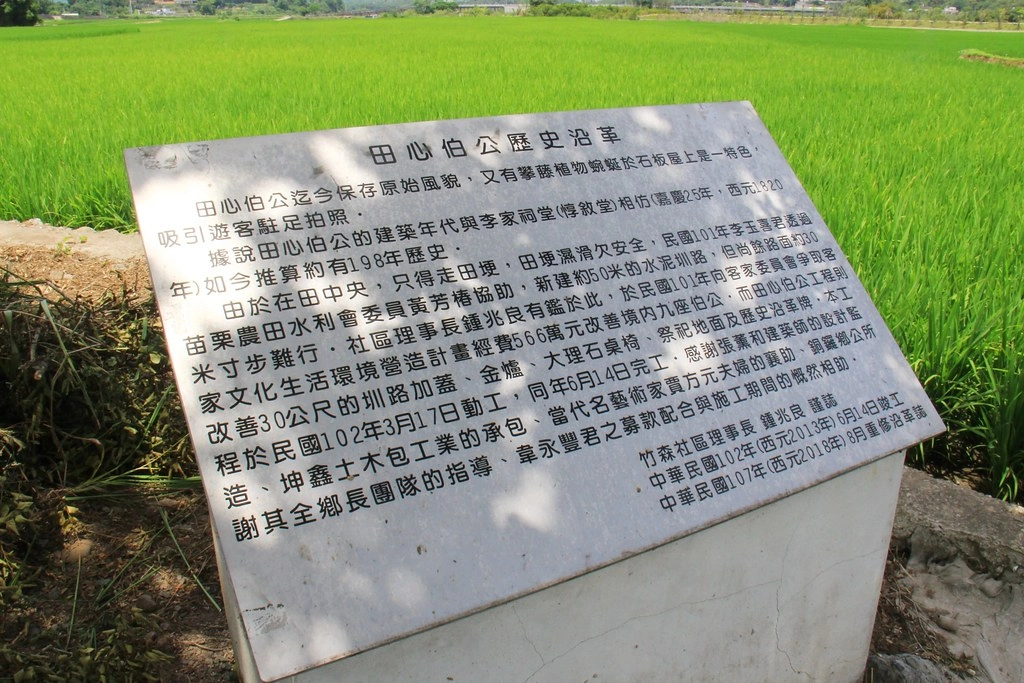 田心伯公歷史沿革
田心伯公迄今保存原始風貌，又有攀藤植物蜿蜒於石板屋上是一特色，
吸引遊客駐足拍照．
據說田心伯公的建築年代與李家祠堂(惇敘堂)相仿(嘉慶25年，西元1820
年)如今推算約有198年歷史．
由於在田中央，只得走田埂，田埂濕滑欠安全，民國101年李玉喜君透過
苗栗農田水利會委員黃芳椿協助，新建約50米的水泥圳路，但尚餘路面約30
米寸步難行．社區理事長鍾兆良有鑑於此，於民國101年向客家委員會爭取客
家文化生活環境營造計畫經費566萬元改善境內九座伯公，而田心伯公工程則
改善30公尺的圳路加蓋、金爐、大理石桌椅、祭祀地面及歷史沿革牌，本工
程於民國102年3月17日動工，同年6月14日完工，感謝張薰和建築師的設計監
造、坤鑫土木包工業的承包、當代名藝術家賈方元夫婦的襄助、銅鑼鄉公所
謝其全鄉長團隊的指導、韋永豐君之募款配合與施工期間的慨然相助．
竹森社區理事長 鍾兆良 謹誌
中華民國102年(西元2013年)6月14日竣工
中華民國107年(西元2018年)8月重修沿革誌